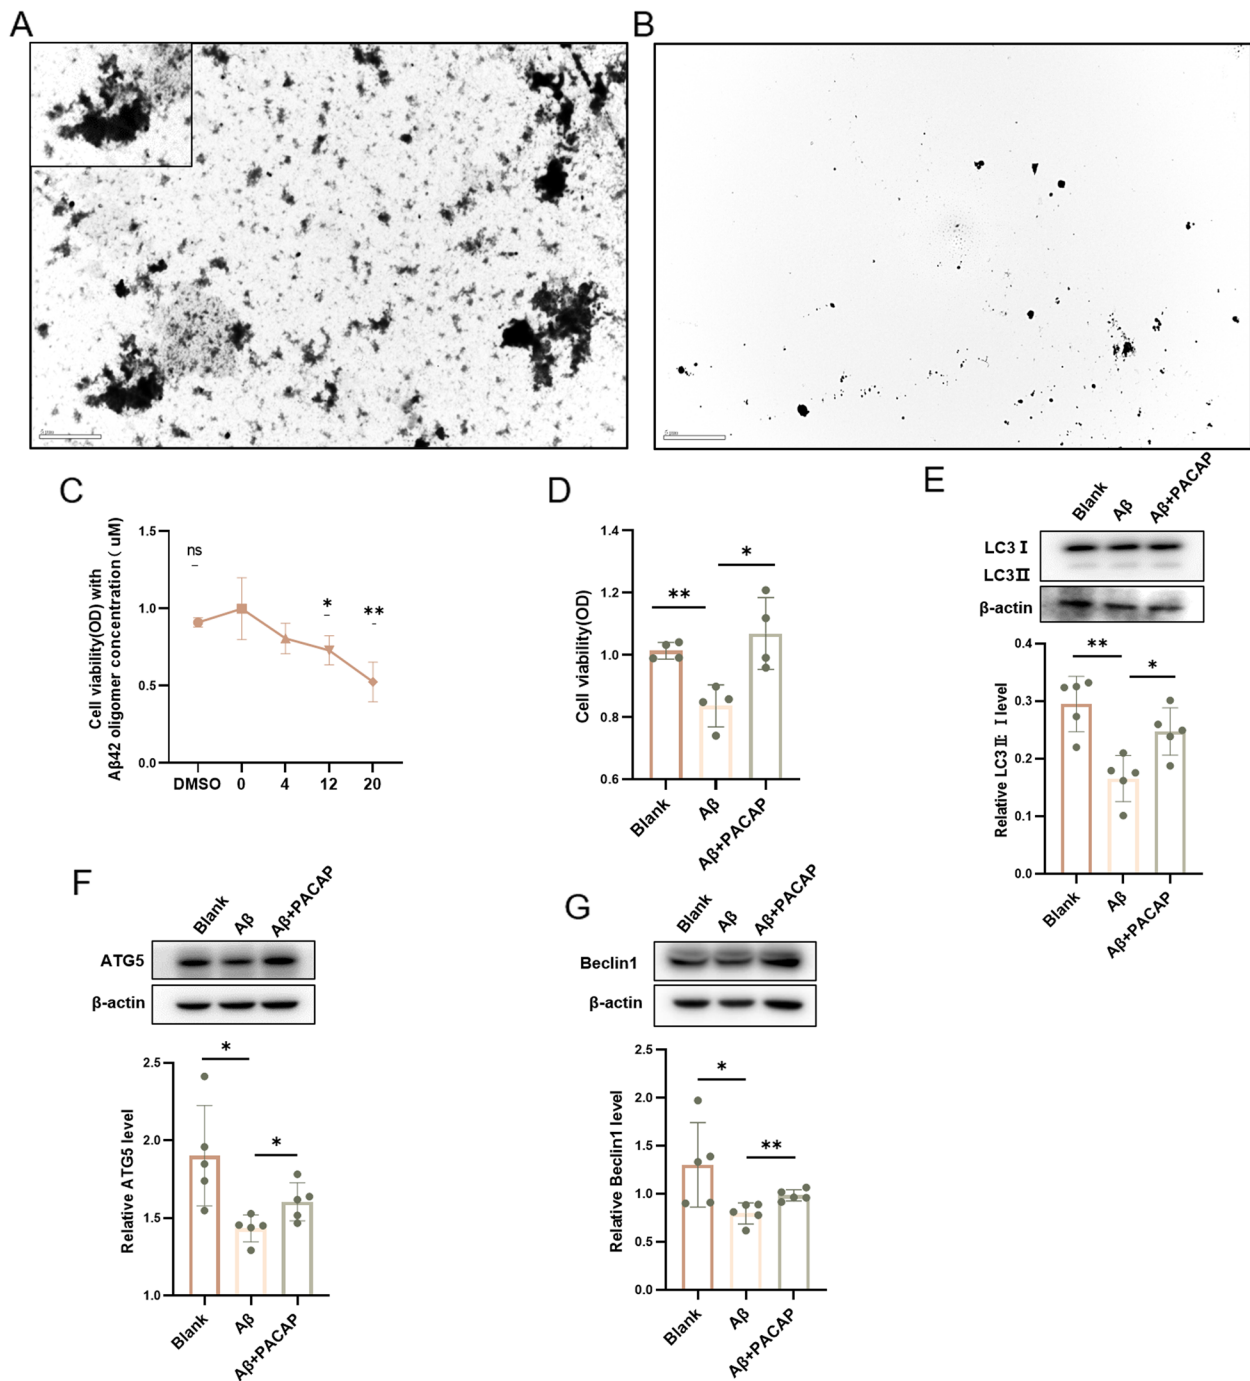 A
B
5 μm
5 μm
C
Cell viability(OD) with
Aβ42 oligomer concentration( uM)
1.5
1.0
0.5
0.0
ns
*
**
DMSO 0 4 12 20
D
Cell viability(OD)
1.4
1.2
1.0
0.8
0.6
**
*
Blank
Aβ
Aβ+PACAP
E
Blank
Aβ
Aβ+PACAP
LC3 Ⅰ
LC3Ⅱ
β-actin
Relative LC3Ⅱ: Ⅰ level
0.4
0.3
0.2
0.1
0.0
**
*
Blank
Aβ
Aβ+PACAP
F
Blank
Aβ
Aβ+PACAP
ATG5
β-actin
Relative ATG5 level
2.5
2.0
1.5
1.0
*
*
Blank
Aβ
Aβ+PACAP
G
Blank
Aβ
Aβ+PACAP
Beclin1
β-actin
Relative Beclin1 level
2.5
2.0
1.5
1.0
0.5
0.0
*
**
Blank
Aβ
Aβ+PACAP